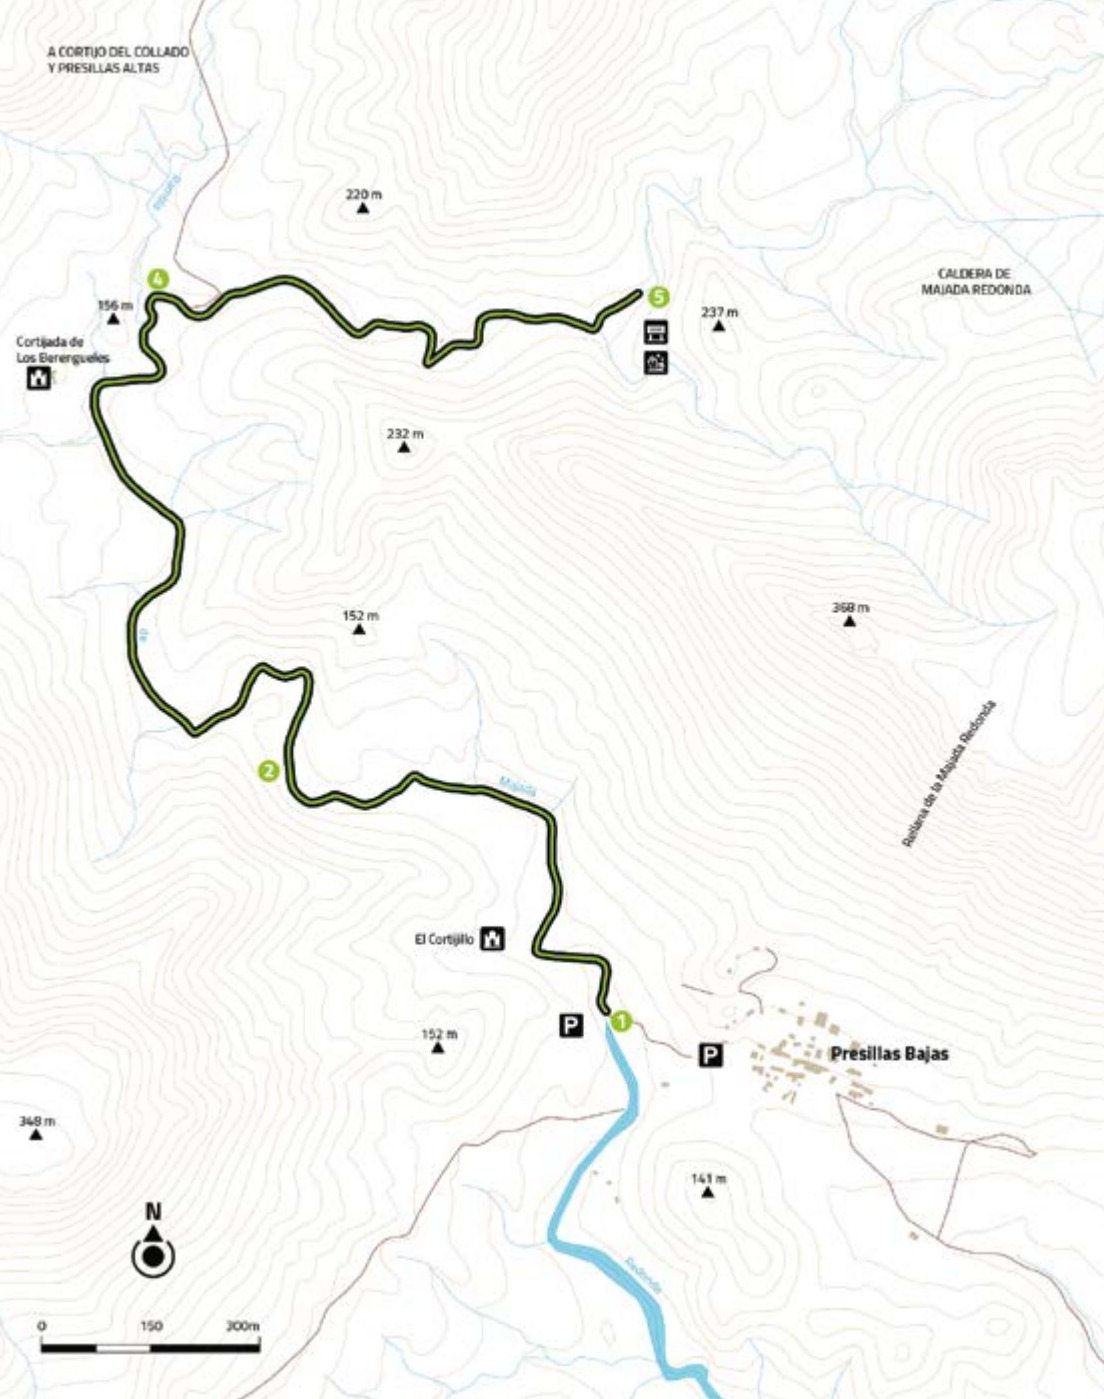 A CORTIJO DEL COLLADO
Y PRESILLAS ALTAS
220 m
4
156 m
5
237 m
CALDERA DE
MAJADA REDONDA
Cortijada de
Los Berengueles
232 m
152 m
368 m
de
Rellana de la Majada Redonda
2
Majada
El Cortijillo
P
1
152 m
P
Presillas Bajas
348 m
141 m
N
Redonda
0 150 300m